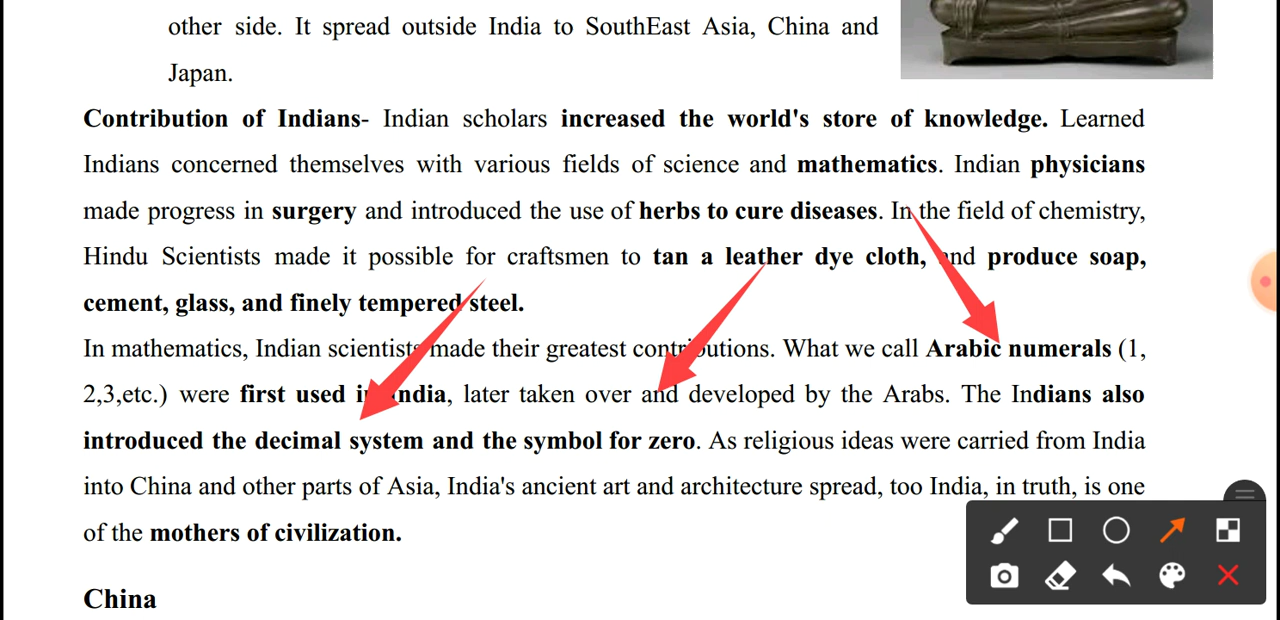 other side. It spread outside India to SouthEast Asia, China and
Japan.
Contribution of Indians- Indian scholars increased the world's store of knowledge. Learned
Indians concerned themselves with various fields of science and mathematics. Indian physicians
made progress in surgery and introduced the use of herbs to cure diseases. In the field of chemistry,
Hindu Scientists made it possible for craftsmen to tan a leather dye cloth, and produce soap,
cement, glass, and finely tempered steel.
In mathematics, Indian scientists made their greatest contributions. What we call Arabic numerals (1,
2,3,etc.) were first used in India, later taken over and developed by the Arabs. The Indians also
introduced the decimal system and the symbol for zero. As religious ideas were carried from India
into China and other parts of Asia, India's ancient art and architecture spread, too India, in truth, is one
of the mothers of civilization.
China